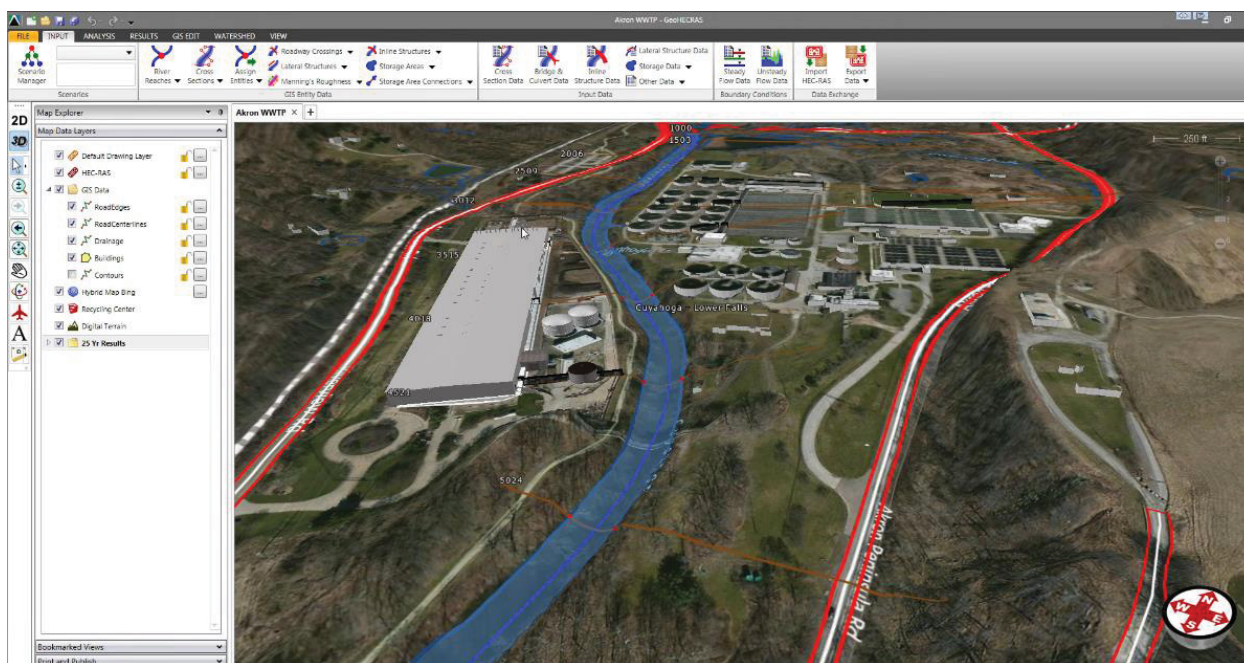 Akron WWTP - GeoHECRAS
FILE INPUT ANALYSIS RESULTS GIS EDIT WATERSHED VIEW
Scenario Manager
Scenarios
River Reaches
Cross Sections
Assign Entities
Roadway Crossings
Lateral Structures
Manning's Roughness
Inline Structures
Storage Areas
Storage Area Connections
GIS Entity Data
Cross Section Data
Bridge & Culvert Data
Inline Structure Data
Lateral Structure Data
Storage Data
Other Data
Input Data
Steady Flow Data
Unsteady Flow Data
Boundary Conditions
Import HEC-RAS
Export Data
Data Exchange
2D
3D
A
Map Explorer
Map Data Layers
Default Drawing Layer
HEC-RAS
GIS Data
RoadEdges
RoadCenterlines
Drainage
Buildings
Contours
Hybrid Map Bing
Recycling Center
Digital Terrain
25 Yr Results
Bookmarked Views
Print and Publish
Akron WWTP
1000
1503
2006
2509
3012
3515
4018
4521
5024
250 ft
Cuyahoga - Lower Falls
Akron Peninsula Rd
N
W
E
S